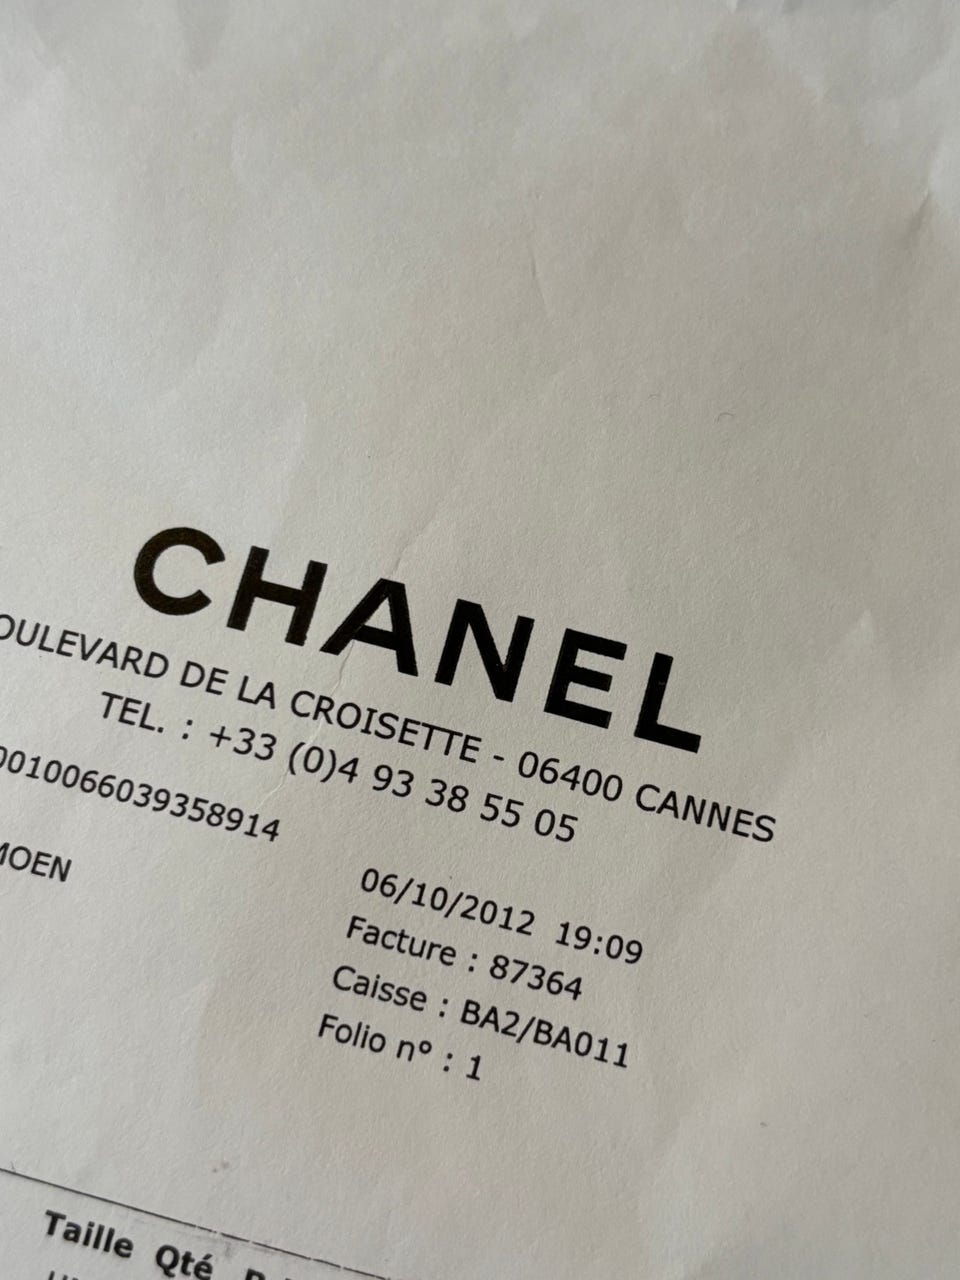 CHANEL
BOULEVARD DE LA CROISETTE - 06400 CANNES
TEL. : +33 (0)4 93 38 55 05
0010066039358914
MOEN
06/10/2012 19:09
Facture : 87364
Caisse : BA2/BA011
Folio n° : 1
Taille Qté